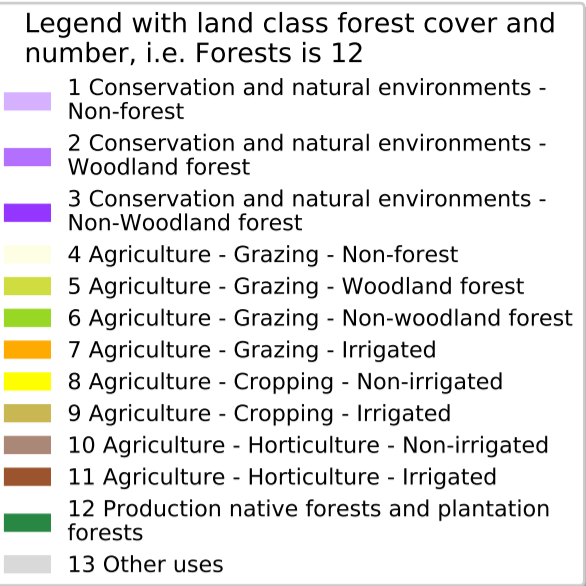 Legend with land class forest cover and
number, i.e. Forests is 12
1 Conservation and natural environments -
Non-forest
2 Conservation and natural environments -
Woodland forest
3 Conservation and natural environments -
Non-Woodland forest
4 Agriculture - Grazing - Non-forest
5 Agriculture - Grazing - Woodland forest
6 Agriculture - Grazing - Non-woodland forest
7 Agriculture - Grazing - Irrigated
8 Agriculture - Cropping - Non-irrigated
9 Agriculture - Cropping - Irrigated
10 Agriculture - Horticulture - Non-irrigated
11 Agriculture - Horticulture - Irrigated
12 Production native forests and plantation
forests
13 Other uses